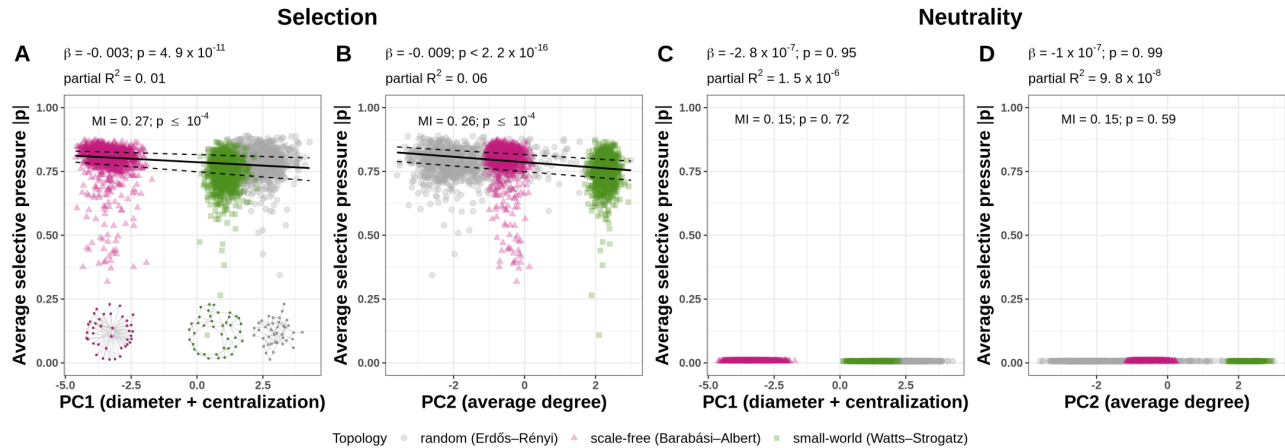 Selection
Neutrality
A
β = -0. 003; p = 4. 9 x 10⁻¹¹
partial R² = 0. 01
B
β = -0. 009; p < 2. 2 x 10⁻¹⁶
partial R² = 0. 06
C
β = -2. 8 x 10⁻⁷; p = 0. 95
partial R² = 1. 5 x 10⁻⁶
D
β = -1 x 10⁻⁷; p = 0. 99
partial R² = 9. 8 x 10⁻⁸
Average selective pressure |p|
1.00
0.75
0.50
0.25
0.00
MI = 0. 27; p ≤ 10⁻⁴
-5.0
-2.5
0.0
2.5
PC1 (diameter + centralization)
Average selective pressure |p|
1.00
0.75
0.50
0.25
0.00
MI = 0. 26; p ≤ 10⁻⁴
-2
0
2
PC2 (average degree)
Average selective pressure |p|
1.00
0.75
0.50
0.25
0.00
MI = 0. 15; p = 0. 72
-5.0
-2.5
0.0
2.5
PC1 (diameter + centralization)
Average selective pressure |p|
1.00
0.75
0.50
0.25
0.00
MI = 0. 15; p = 0. 59
-2
0
2
PC2 (average degree)
Topology random (Erdős–Rényi) scale-free (Barabási–Albert) small-world (Watts–Strogatz)